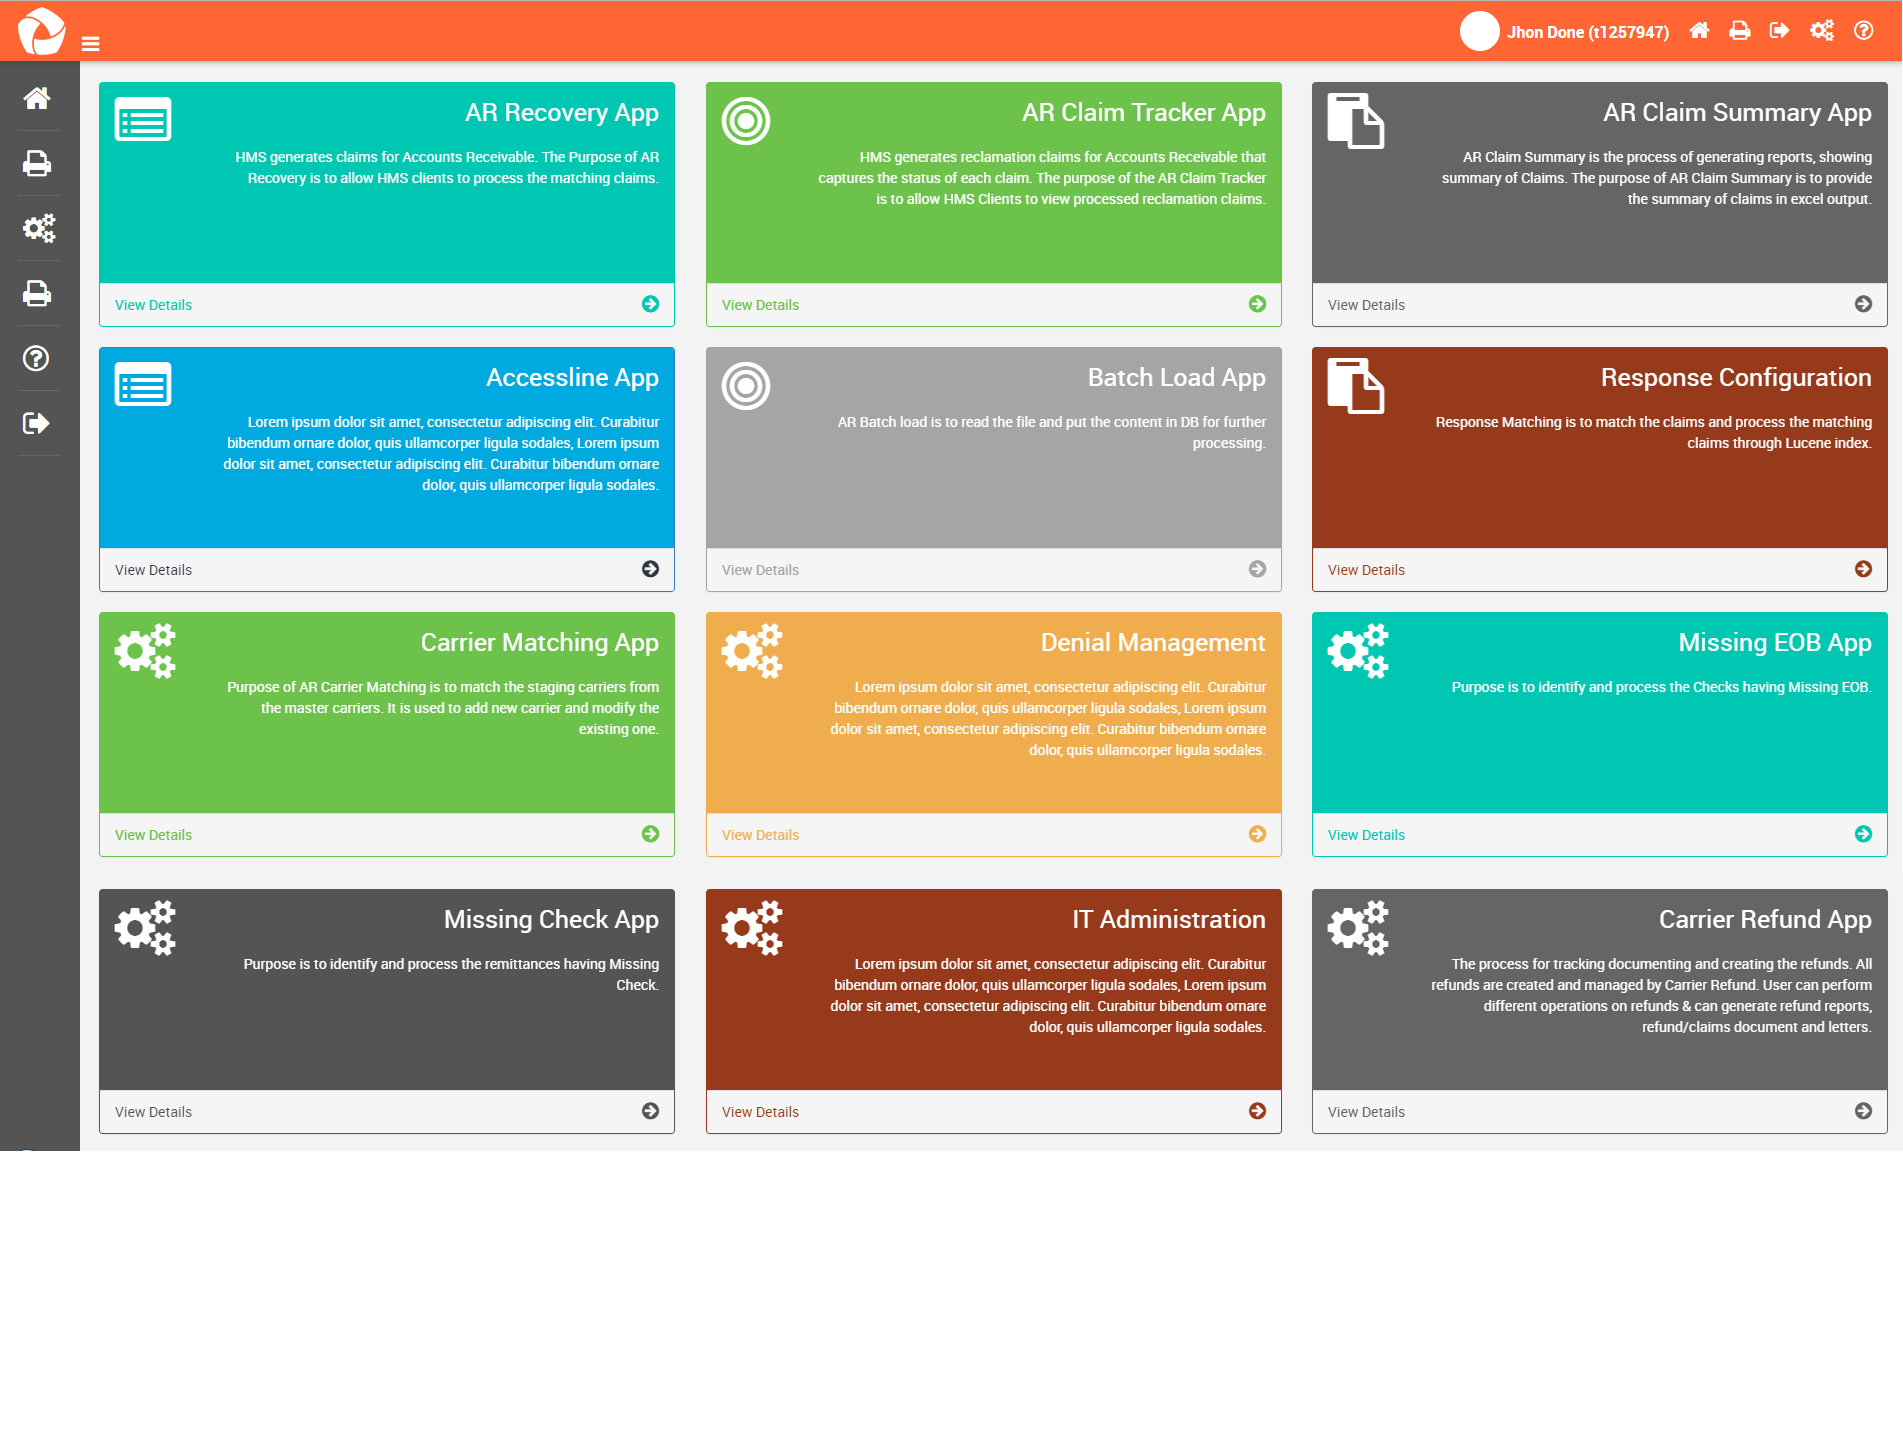 Jhon Done (t1257947)
AR Recovery App
HMS generates claims for Accounts Receivable. The Purpose of AR
Recovery is to allow HMS clients to process the matching claims.
View Details
AR Claim Tracker App
HMS generates reclamation claims for Accounts Receivable that
captures the status of each claim. The purpose of the AR Claim Tracker
is to allow HMS Clients to view processed reclamation claims.
View Details
AR Claim Summary App
AR Claim Summary is the process of generating reports, showing
summary of Claims. The purpose of AR Claim Summary is to provide
the summary of claims in excel output.
View Details
Accessline App
Lorem ipsum dolor sit amet, consectetur adipiscing elit. Curabitur
bibendum ornare dolor, quis ullamcorper ligula sodales, Lorem ipsum
dolor sit amet, consectetur adipiscing elit. Curabitur bibendum ornare
dolor, quis ullamcorper ligula sodales.
View Details
Batch Load App
AR Batch load is to read the file and put the content in DB for further
processing.
View Details
Response Configuration
Response Matching is to match the claims and process the matching
claims through Lucene index.
View Details
Carrier Matching App
Purpose of AR Carrier Matching is to match the staging carriers from
the master carriers. It is used to add new carrier and modify the
existing one.
View Details
Denial Management
Lorem ipsum dolor sit amet, consectetur adipiscing elit. Curabitur
bibendum ornare dolor, quis ullamcorper ligula sodales, Lorem ipsum
dolor sit amet, consectetur adipiscing elit. Curabitur bibendum ornare
dolor, quis ullamcorper ligula sodales.
View Details
Missing EOB App
Purpose is to identify and process the Checks having Missing EOB.
View Details
Missing Check App
Purpose is to identify and process the remittances having Missing
Check.
View Details
IT Administration
Lorem ipsum dolor sit amet, consectetur adipiscing elit. Curabitur
bibendum ornare dolor, quis ullamcorper ligula sodales, Lorem ipsum
dolor sit amet, consectetur adipiscing elit. Curabitur bibendum ornare
dolor, quis ullamcorper ligula sodales.
View Details
Carrier Refund App
The process for tracking documenting and creating the refunds. All
refunds are created and managed by Carrier Refund. User can perform
different operations on refunds & can generate refund reports,
refund/claims document and letters.
View Details